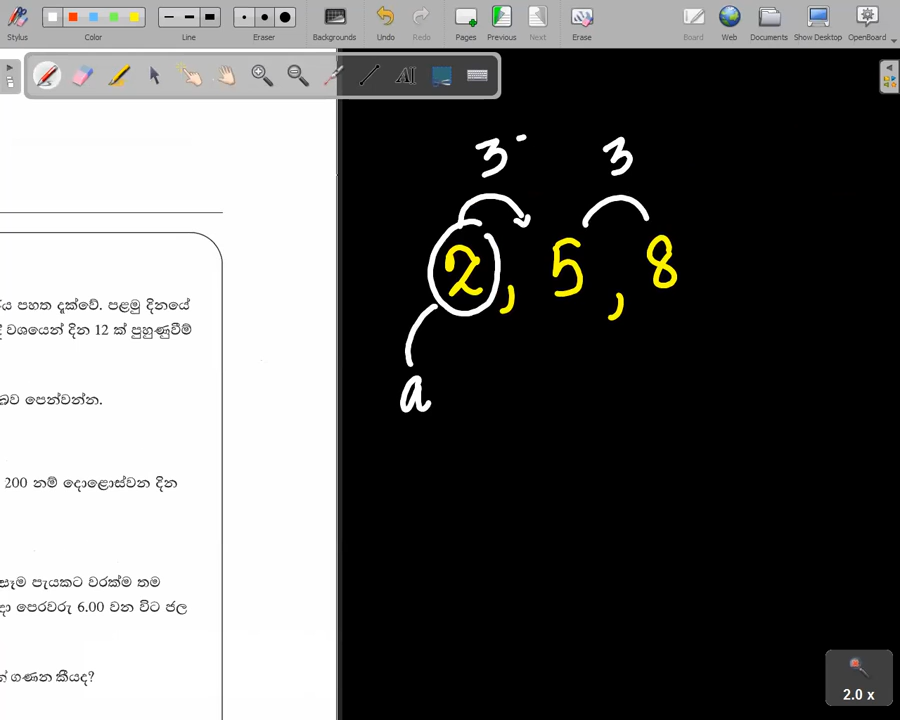 Stylus
Color
Line
Eraser
Backgrounds
Undo
Redo
Pages
Previous
Next
Erase
Board
Web
Documents
Show Desktop
OpenBoard
පහත දැක්වේ. පළමු දිනයේ
වශයෙන් දින 12 ක් පුහුණුවීම්
බව පෙන්වන්න.
200 නම් දොළොස්වන දින
සෑම පැයකට වරක්ම තම
පෙරවරු 6.00 වන විට ජල
ගණන කීයද?
3 3
2, 5, 8
a
2.0 x